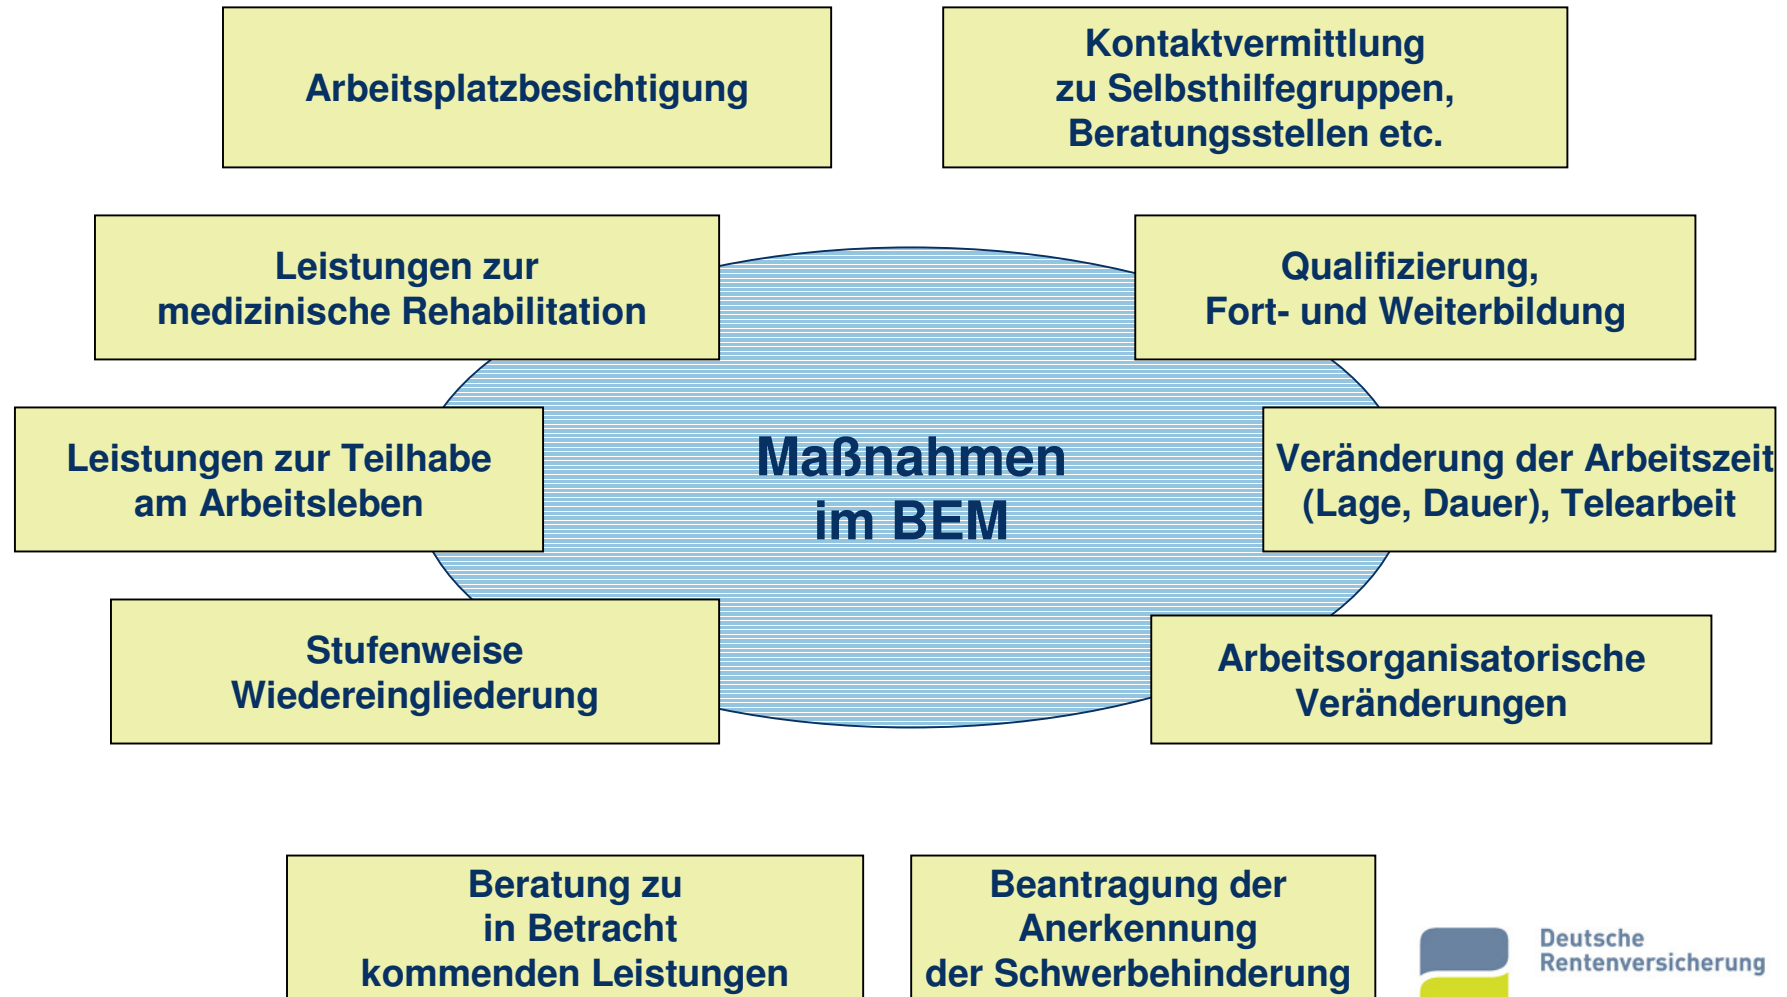 Arbeitsplatzbesichtigung
Kontaktvermittlung
zu Selbsthilfegruppen,
Beratungsstellen etc.
Leistungen zur
medizinische Rehabilitation
Qualifizierung,
Fort- und Weiterbildung
Leistungen zur Teilhabe
am Arbeitsleben
Maßnahmen
im BEM
Veränderung der Arbeitszeit
(Lage, Dauer), Telearbeit
Stufenweise
Wiedereingliederung
Arbeitsorganisatorische
Veränderungen
Beratung zu
in Betracht
kommenden Leistungen
Beantragung der
Anerkennung
der Schwerbehinderung
Deutsche
Rentenversicherung